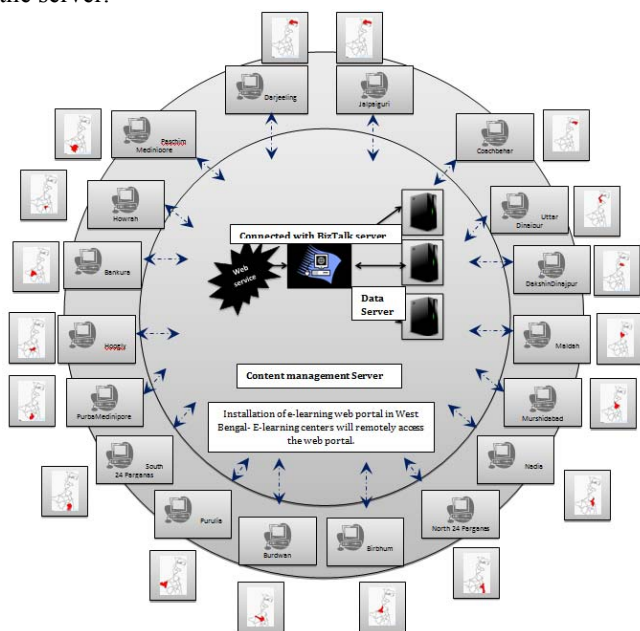 the server.
Darjeeling
Jalpaiguri
Paschim
Medinipore
Coachbehar
Howrah
Uttar
Dinajpur
Connected with BizTalk server
Web
service
Bankura
DakshinDinajpur
Data
Server
Hoogly
Maldah
Content management Server
PurbaMedinipore
Murshidabad
Installation of e-learning web portal in West
Bengal- E-learning centers will remotely access
the web portal.
South
24 Parganas
Nadia
Purulia
North 24 Parganas
Burdwan
Birbhum